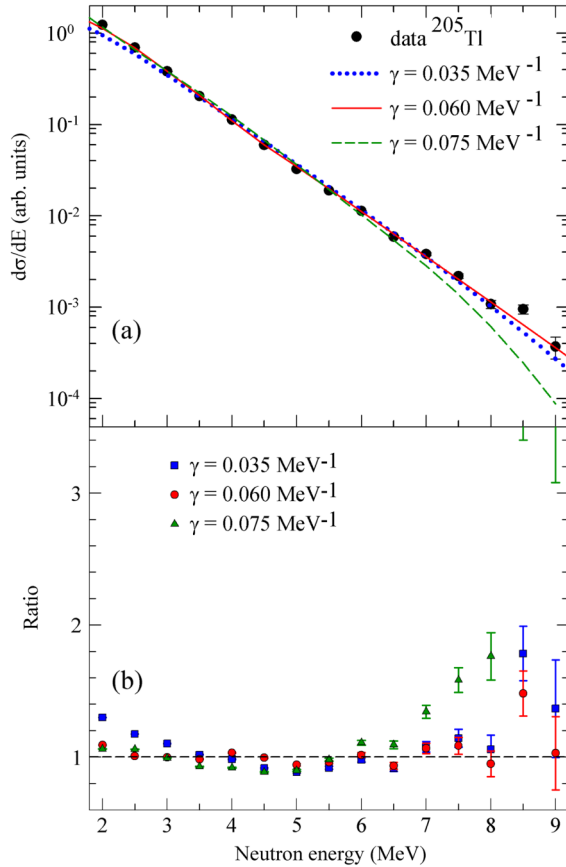 10⁰
10⁻¹
10⁻²
10⁻³
10⁻⁴
dσ/dE (arb. units)
data ²⁰⁵Tl
γ = 0.035 MeV⁻¹
γ = 0.060 MeV⁻¹
γ = 0.075 MeV⁻¹
(a)
γ = 0.035 MeV⁻¹
γ = 0.060 MeV⁻¹
γ = 0.075 MeV⁻¹
3
2
1
Ratio
(b)
2 3 4 5 6 7 8 9
Neutron energy (MeV)